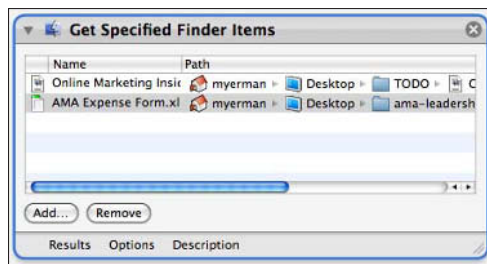 Get Specified Finder Items
Name Path
Online Marketing Insic myerman Desktop TODO C
AMA Expense Form.xl myerman Desktop ama-leadersh
Add... Remove
Results Options Description